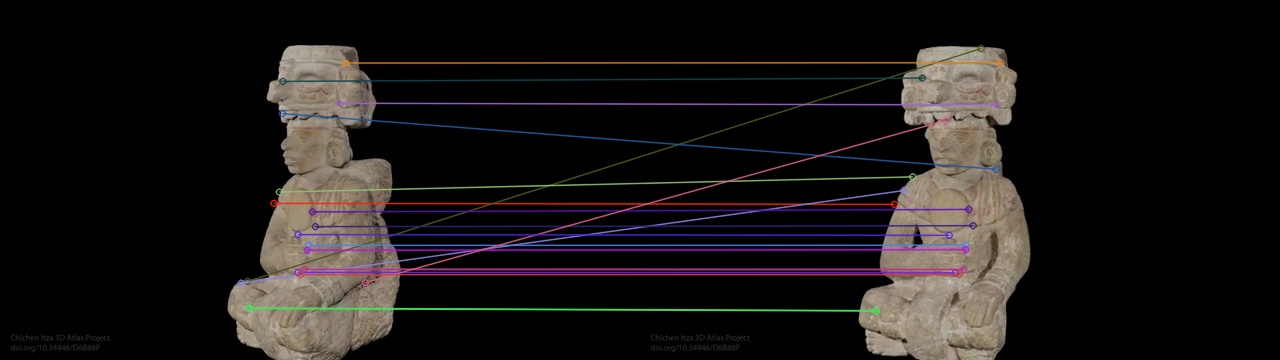 Chichen Itza 3D Atlas Project
doi.org/10.34946/D6B88P
Chichen Itza 3D Atlas Project
doi.org/10.34946/D6B88P